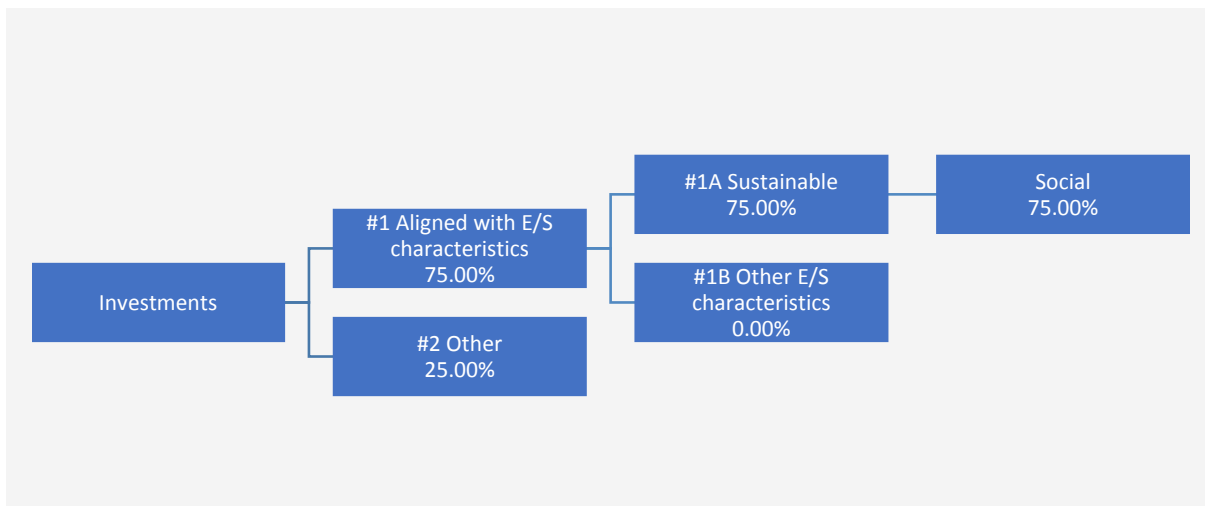 Investments
#1 Aligned with E/S
characteristics
75.00%
#2 Other
25.00%
#1A Sustainable
75.00%
#1B Other E/S
characteristics
0.00%
Social
75.00%